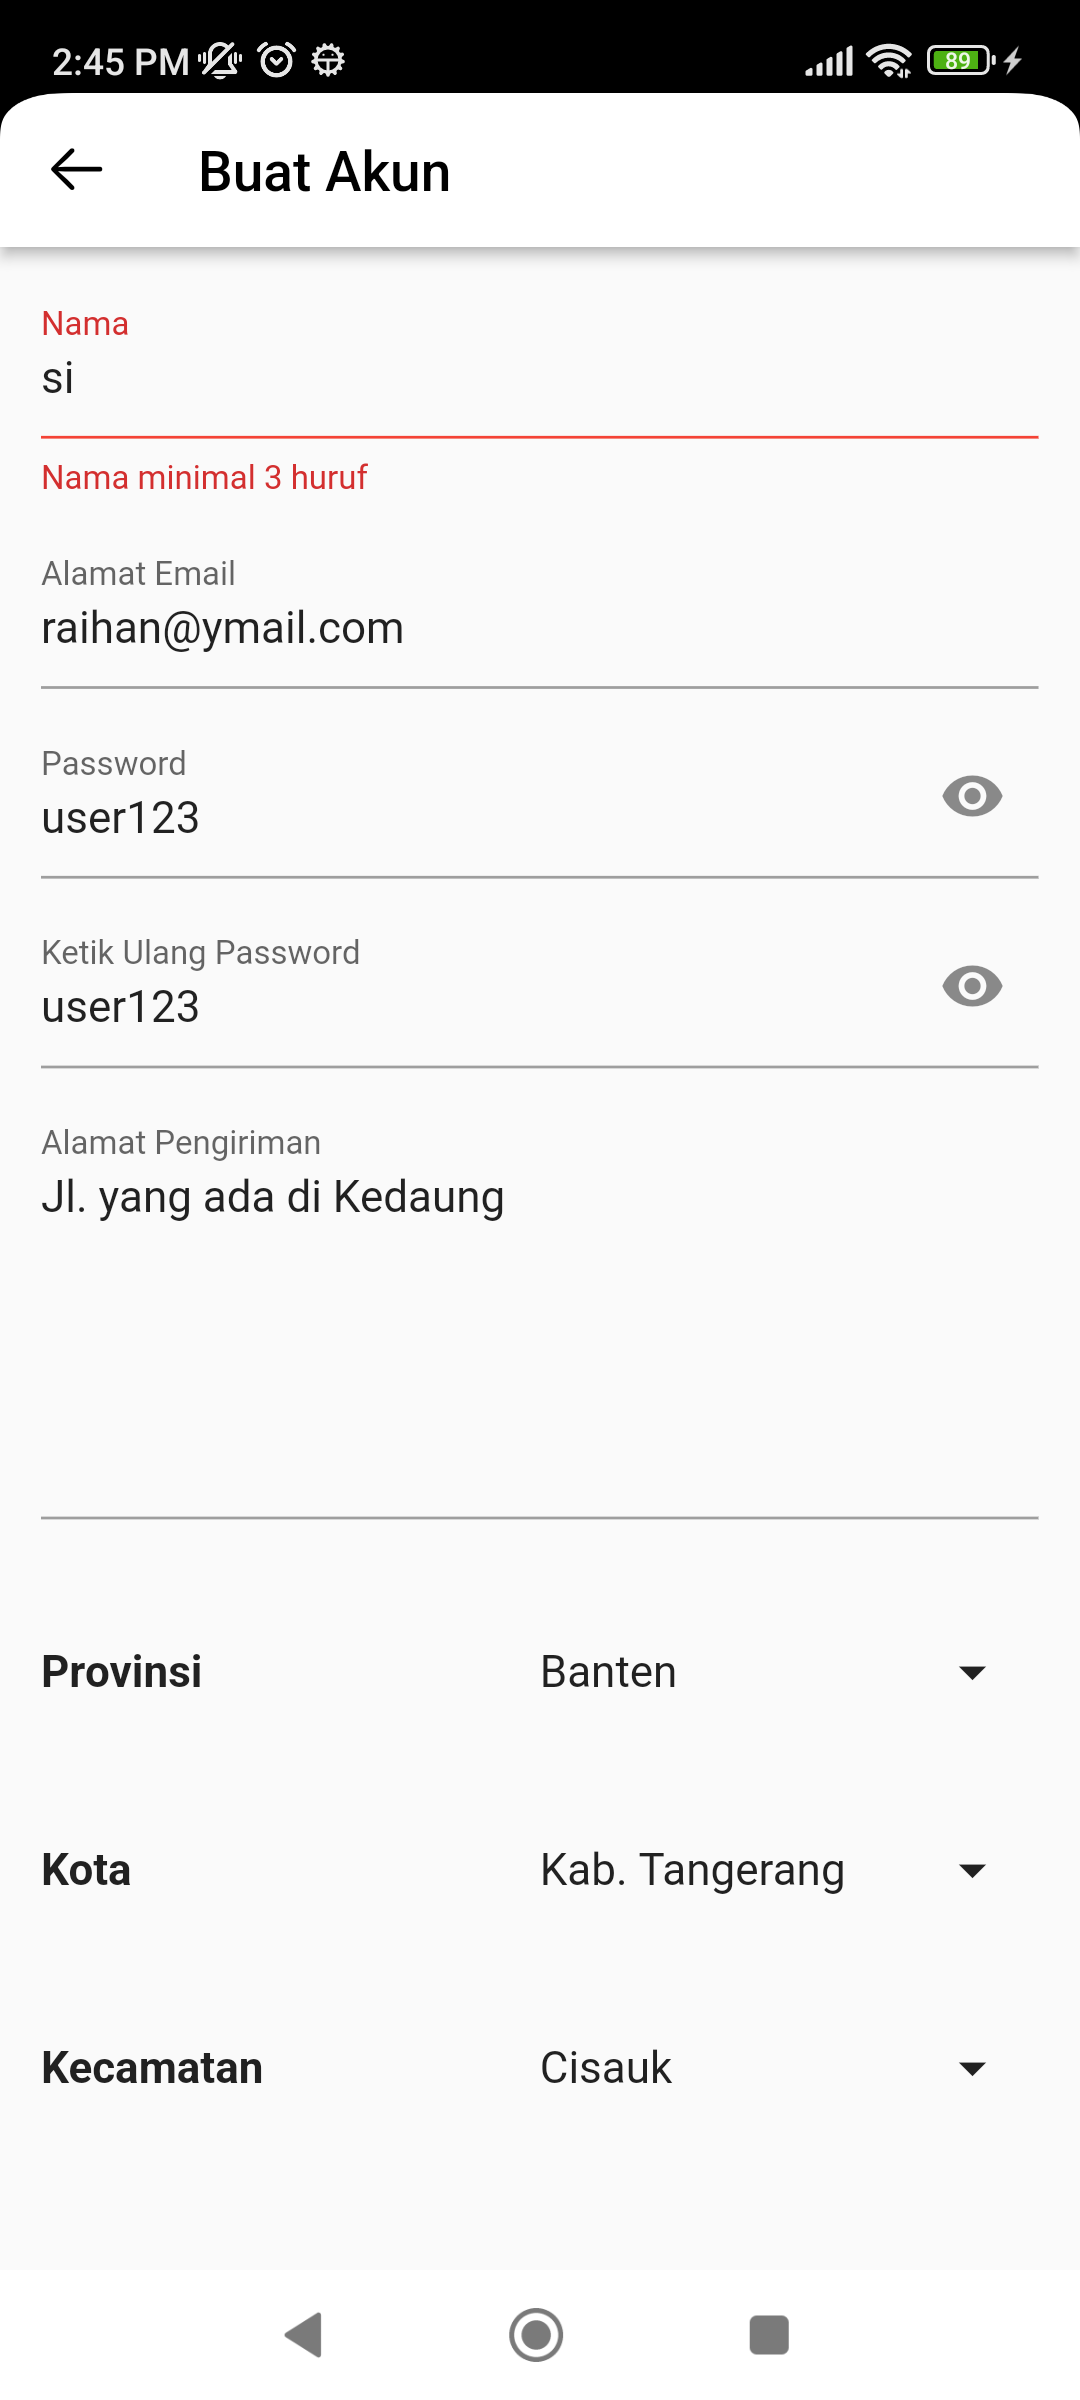 2:45 PM
89
Buat Akun
Nama
si
Nama minimal 3 huruf
Alamat Email
raihan@ymail.com
Password
user123
Ketik Ulang Password
user123
Alamat Pengiriman
Jl. yang ada di Kedaung
Provinsi Banten
Kota Kab. Tangerang
Kecamatan Cisauk